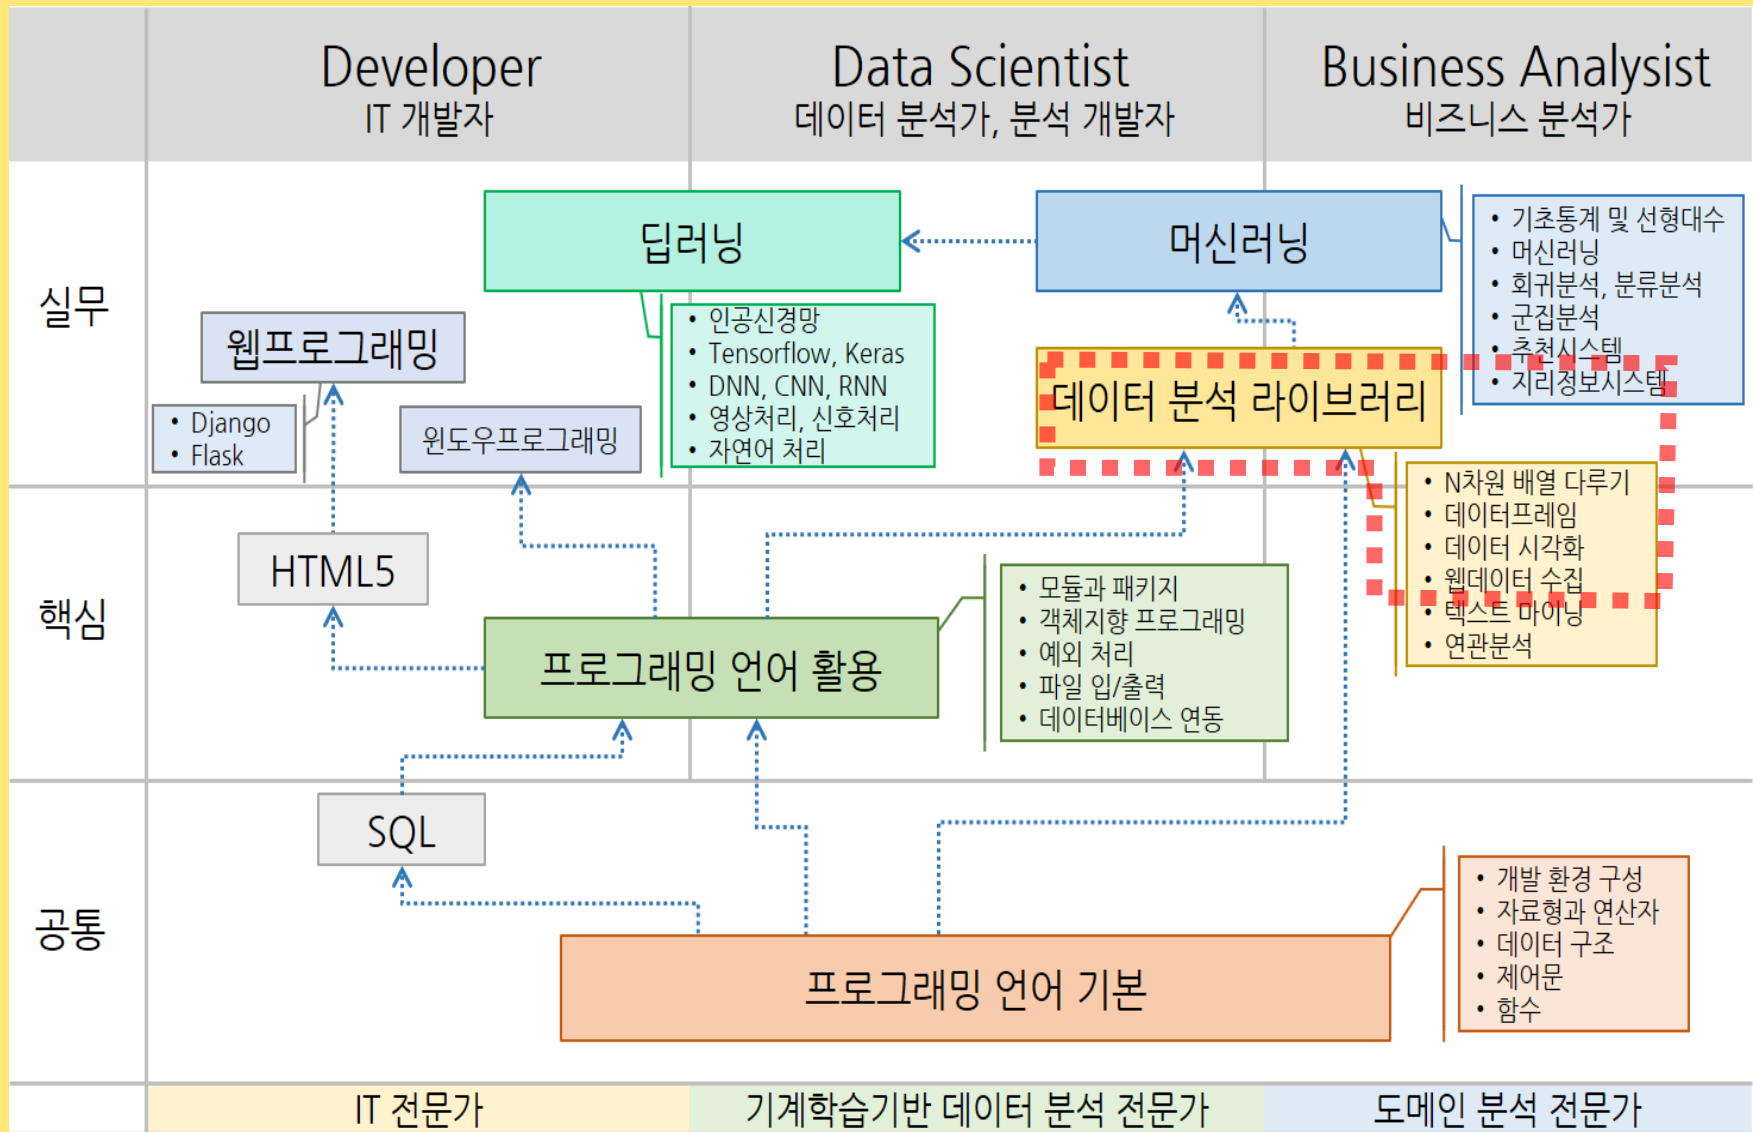 Developer
IT 개발자
Data Scientist
데이터 분석가, 분석 개발자
Business Analysist
비즈니스 분석가
실무
딥러닝
머신러닝
• 기초통계 및 선형대수
• 머신러닝
• 회귀분석, 분류분석
• 군집분석
• 추천시스템
• 지리정보시스템
웹프로그래밍
• 인공신경망
• Tensorflow, Keras
• DNN, CNN, RNN
• 영상처리, 신호처리
• 자연어 처리
데이터 분석 라이브러리
• Django
• Flask
윈도우프로그래밍
• N차원 배열 다루기
• 데이터프레임
• 데이터 시각화
• 웹데이터 수집
• 텍스트 마이닝
• 연관분석
핵심
HTML5
프로그래밍 언어 활용
• 모듈과 패키지
• 객체지향 프로그래밍
• 예외 처리
• 파일 입/출력
• 데이터베이스 연동
공통
SQL
프로그래밍 언어 기본
• 개발 환경 구성
• 자료형과 연산자
• 데이터 구조
• 제어문
• 함수
IT 전문가
기계학습기반 데이터 분석 전문가
도메인 분석 전문가